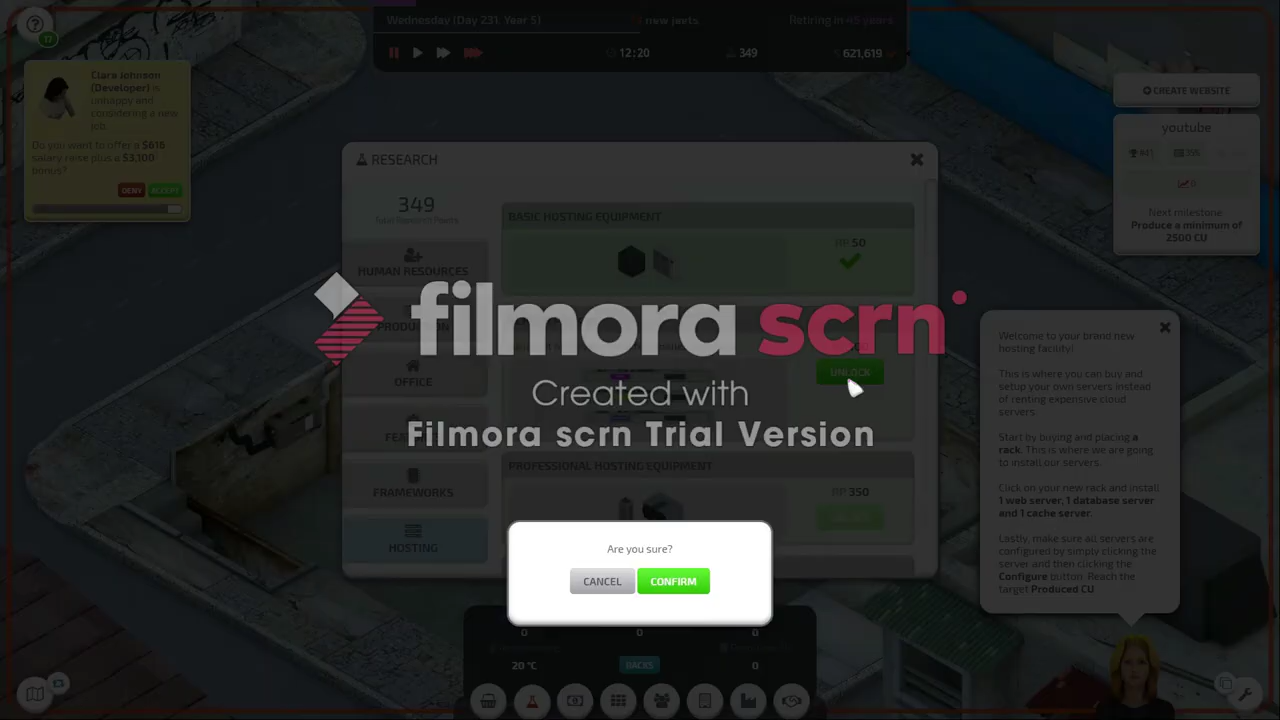 Wednesday (Day 231. Year 5)
new jeets
Retiring in 45 years
12:20
349
621,619
17
Clara Johnson
(Developer) is
unhappy and
considering a new
job.
Do you want to offer a $616
salary raise plus a $3,100
bonus?
DENY
ACCEPT
CREATE WEBSITE
youtube
0
Next milestone
Produce a minimum of
2500 CU
RESEARCH
349
HUMAN RESOURCES
OFFICE
FRAMEWORKS
HOSTING
BASIC HOSTING EQUIPMENT
RP 50
UNLOCK
PROFESSIONAL HOSTING EQUIPMENT
RP 350
filmora scrn
Created with
Filmora scrn Trial Version
Are you sure?
CANCEL
CONFIRM
Welcome to your brand new
hosting facility!
This is where you can buy and
setup your own servers instead
of renting expensive cloud
servers.
Start by buying and placing a
rack. This is where we are
going to install our servers.
Click on your new rack and install
1 web server, 1 database server
and 1 cache server.
Lastly, make sure all servers are
configured by simply clicking the
server and then clicking the
Configure button. Reach the
target Produced CU
0
0
0
20 °C
RACKS
0